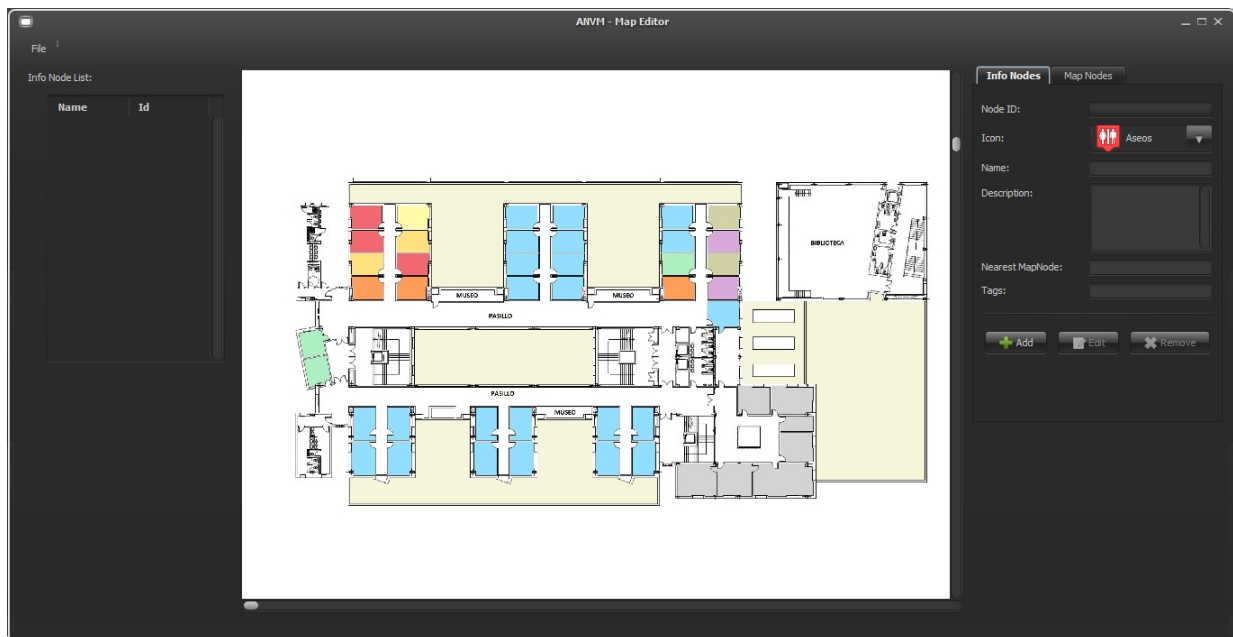 ANVM - Map Editor
File
Info Node List:
Name Id
Info Nodes Map Nodes
Node ID:
Icon: Aseos
Name:
Description:
Nearest MapNode:
Tags:
Add Edit Remove
BIBLIOTECA
MUSEO MUSEO
PASILLO
PASILLO
MUSEO